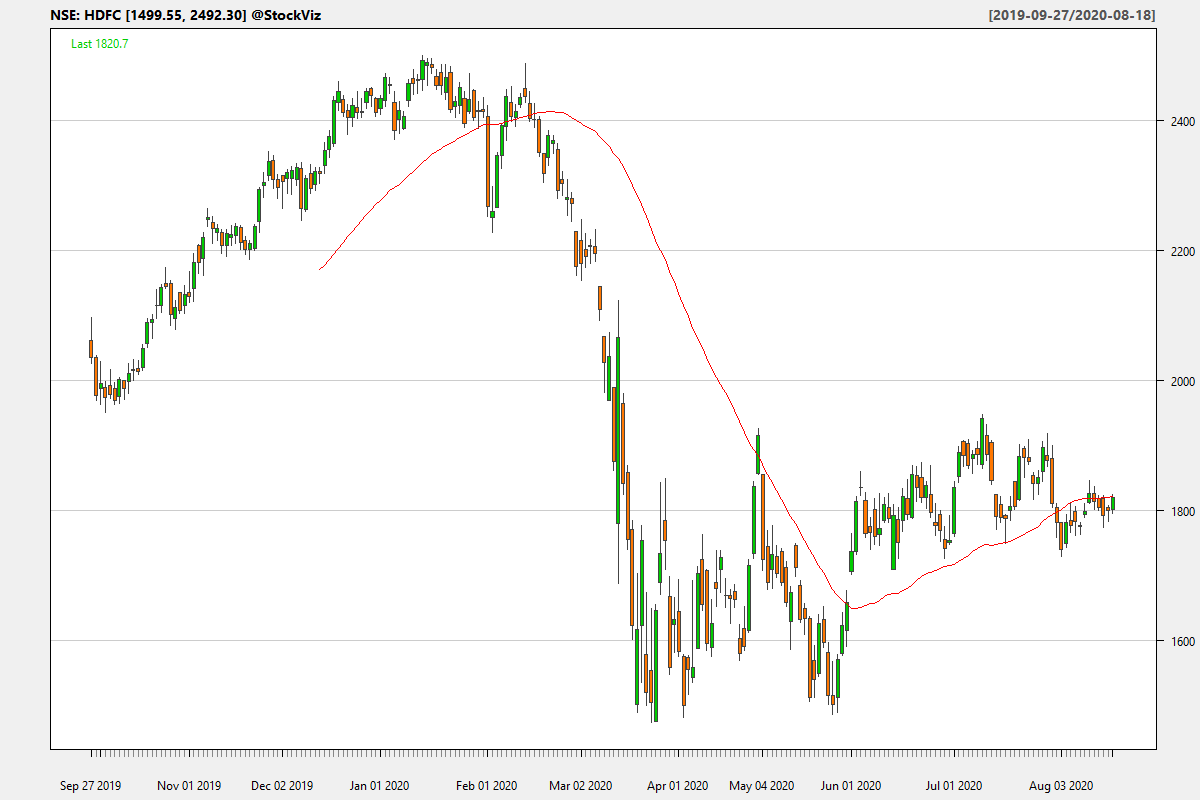 NSE: HDFC [1499.55, 2492.30] @StockViz
[2019-09-27/2020-08-18]
Last 1820.7
2400
2200
2000
1800
1600
Sep 27 2019 Nov 01 2019 Dec 02 2019 Jan 01 2020 Feb 03 2020 Mar 02 2020 Apr 01 2020 May 04 2020 Jun 01 2020 Jul 01 2020 Aug 03 2020